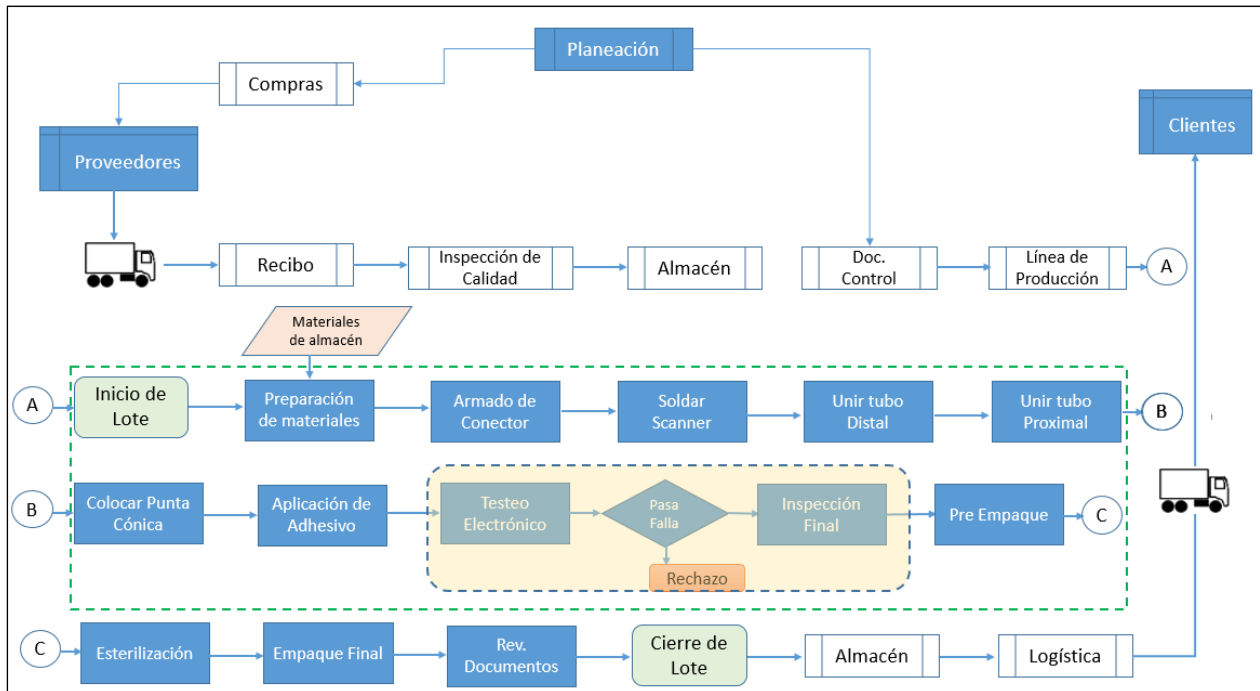 Planeación
Compras
Clientes
Proveedores
Recibo
Inspección de
Calidad
Almacén
Doc.
Control
Línea de
Producción
A
Materiales
de almacén
A
Inicio de
Lote
Preparación
de materiales
Armado de
Conector
Soldar
Scanner
Unir tubo
Distal
Unir tubo
Proximal
B
B
Colocar Punta
Cónica
Aplicación de
Adhesivo
Testeo
Electrónico
Pasa
Falla
Inspección
Final
Pre Empaque
C
Rechazo
C
Esterilización
Empaque Final
Rev.
Documentos
Cierre de
Lote
Almacén
Logística